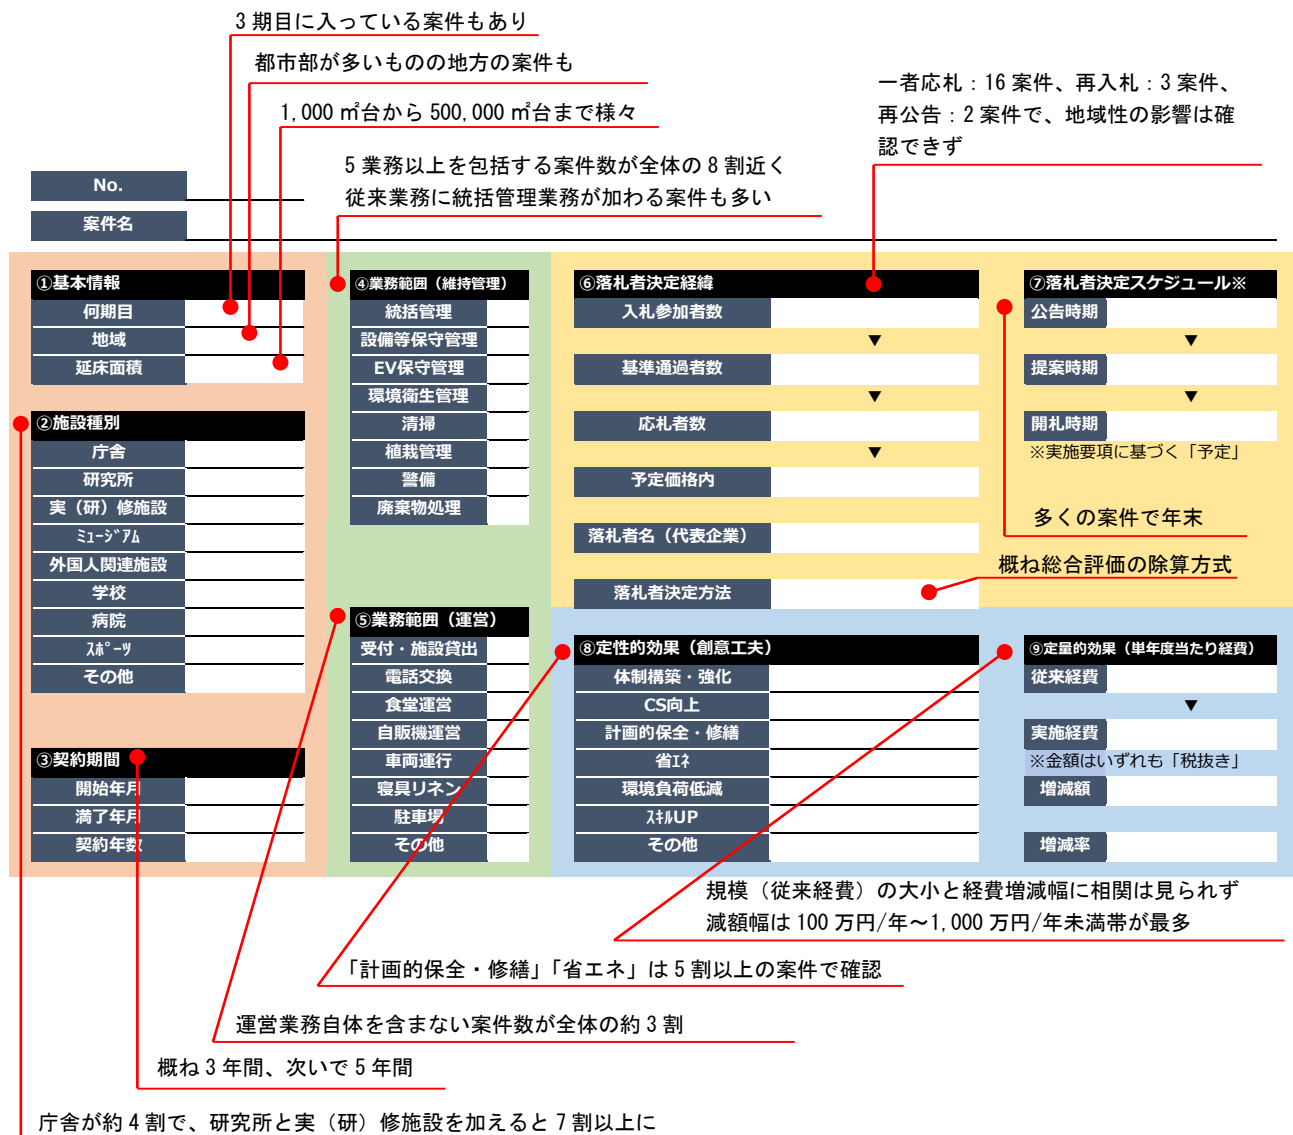 3期目に入っている案件もあり
都市部が多いものの地方の案件も
1,000㎡台から500,000㎡台まで様々
5業務以上を包括する案件数が全体の8割近く
従来業務に統括管理業務が加わる案件も多い
一者応札：16案件、再入札：3案件、
再公告：2案件で、地域性の影響は確
認できず
No.
案件名
①基本情報
何期目
地域
延床面積
②施設種別
庁舎
研究所
実（研）修施設
ﾐｭｰｼﾞｱﾑ
外国人関連施設
学校
病院
ｽﾎﾟｰﾂ
その他
③契約期間
開始年月
満了年月
契約年数
④業務範囲（維持管理）
統括管理
設備等保守管理
EV保守管理
環境衛生管理
清掃
植栽管理
警備
廃棄物処理
⑤業務範囲（運営）
受付・施設貸出
電話交換
食堂運営
自販機運営
車両運行
寝具リネン
駐車場
その他
⑥落札者決定経緯
入札参加者数
▼
基準通過者数
▼
応札者数
▼
予定価格内
落札者名（代表企業）
落札者決定方法
⑦落札者決定スケジュール※
公告時期
▼
提案時期
▼
開札時期
※実施要項に基づく「予定」
多くの案件で年末
概ね総合評価の除算方式
⑧定性的効果（創意工夫）
体制構築・強化
CS向上
計画的保全・修繕
省ｴﾈ
環境負荷低減
ｽｷﾙUP
その他
⑨定量的効果（単年度当たり経費）
従来経費
▼
実施経費
※金額はいずれも「税抜き」
増減額
増減率
規模（従来経費）の大小と経費増減幅に相関は見られず
減額幅は100万円/年～1,000万円/年未満帯が最多
「計画的保全・修繕」「省エネ」は5割以上の案件で確認
運営業務自体を含まない案件数が全体の約3割
概ね3年間、次いで5年間
庁舎が約4割で、研究所と実（研）修施設を加えると7割以上に